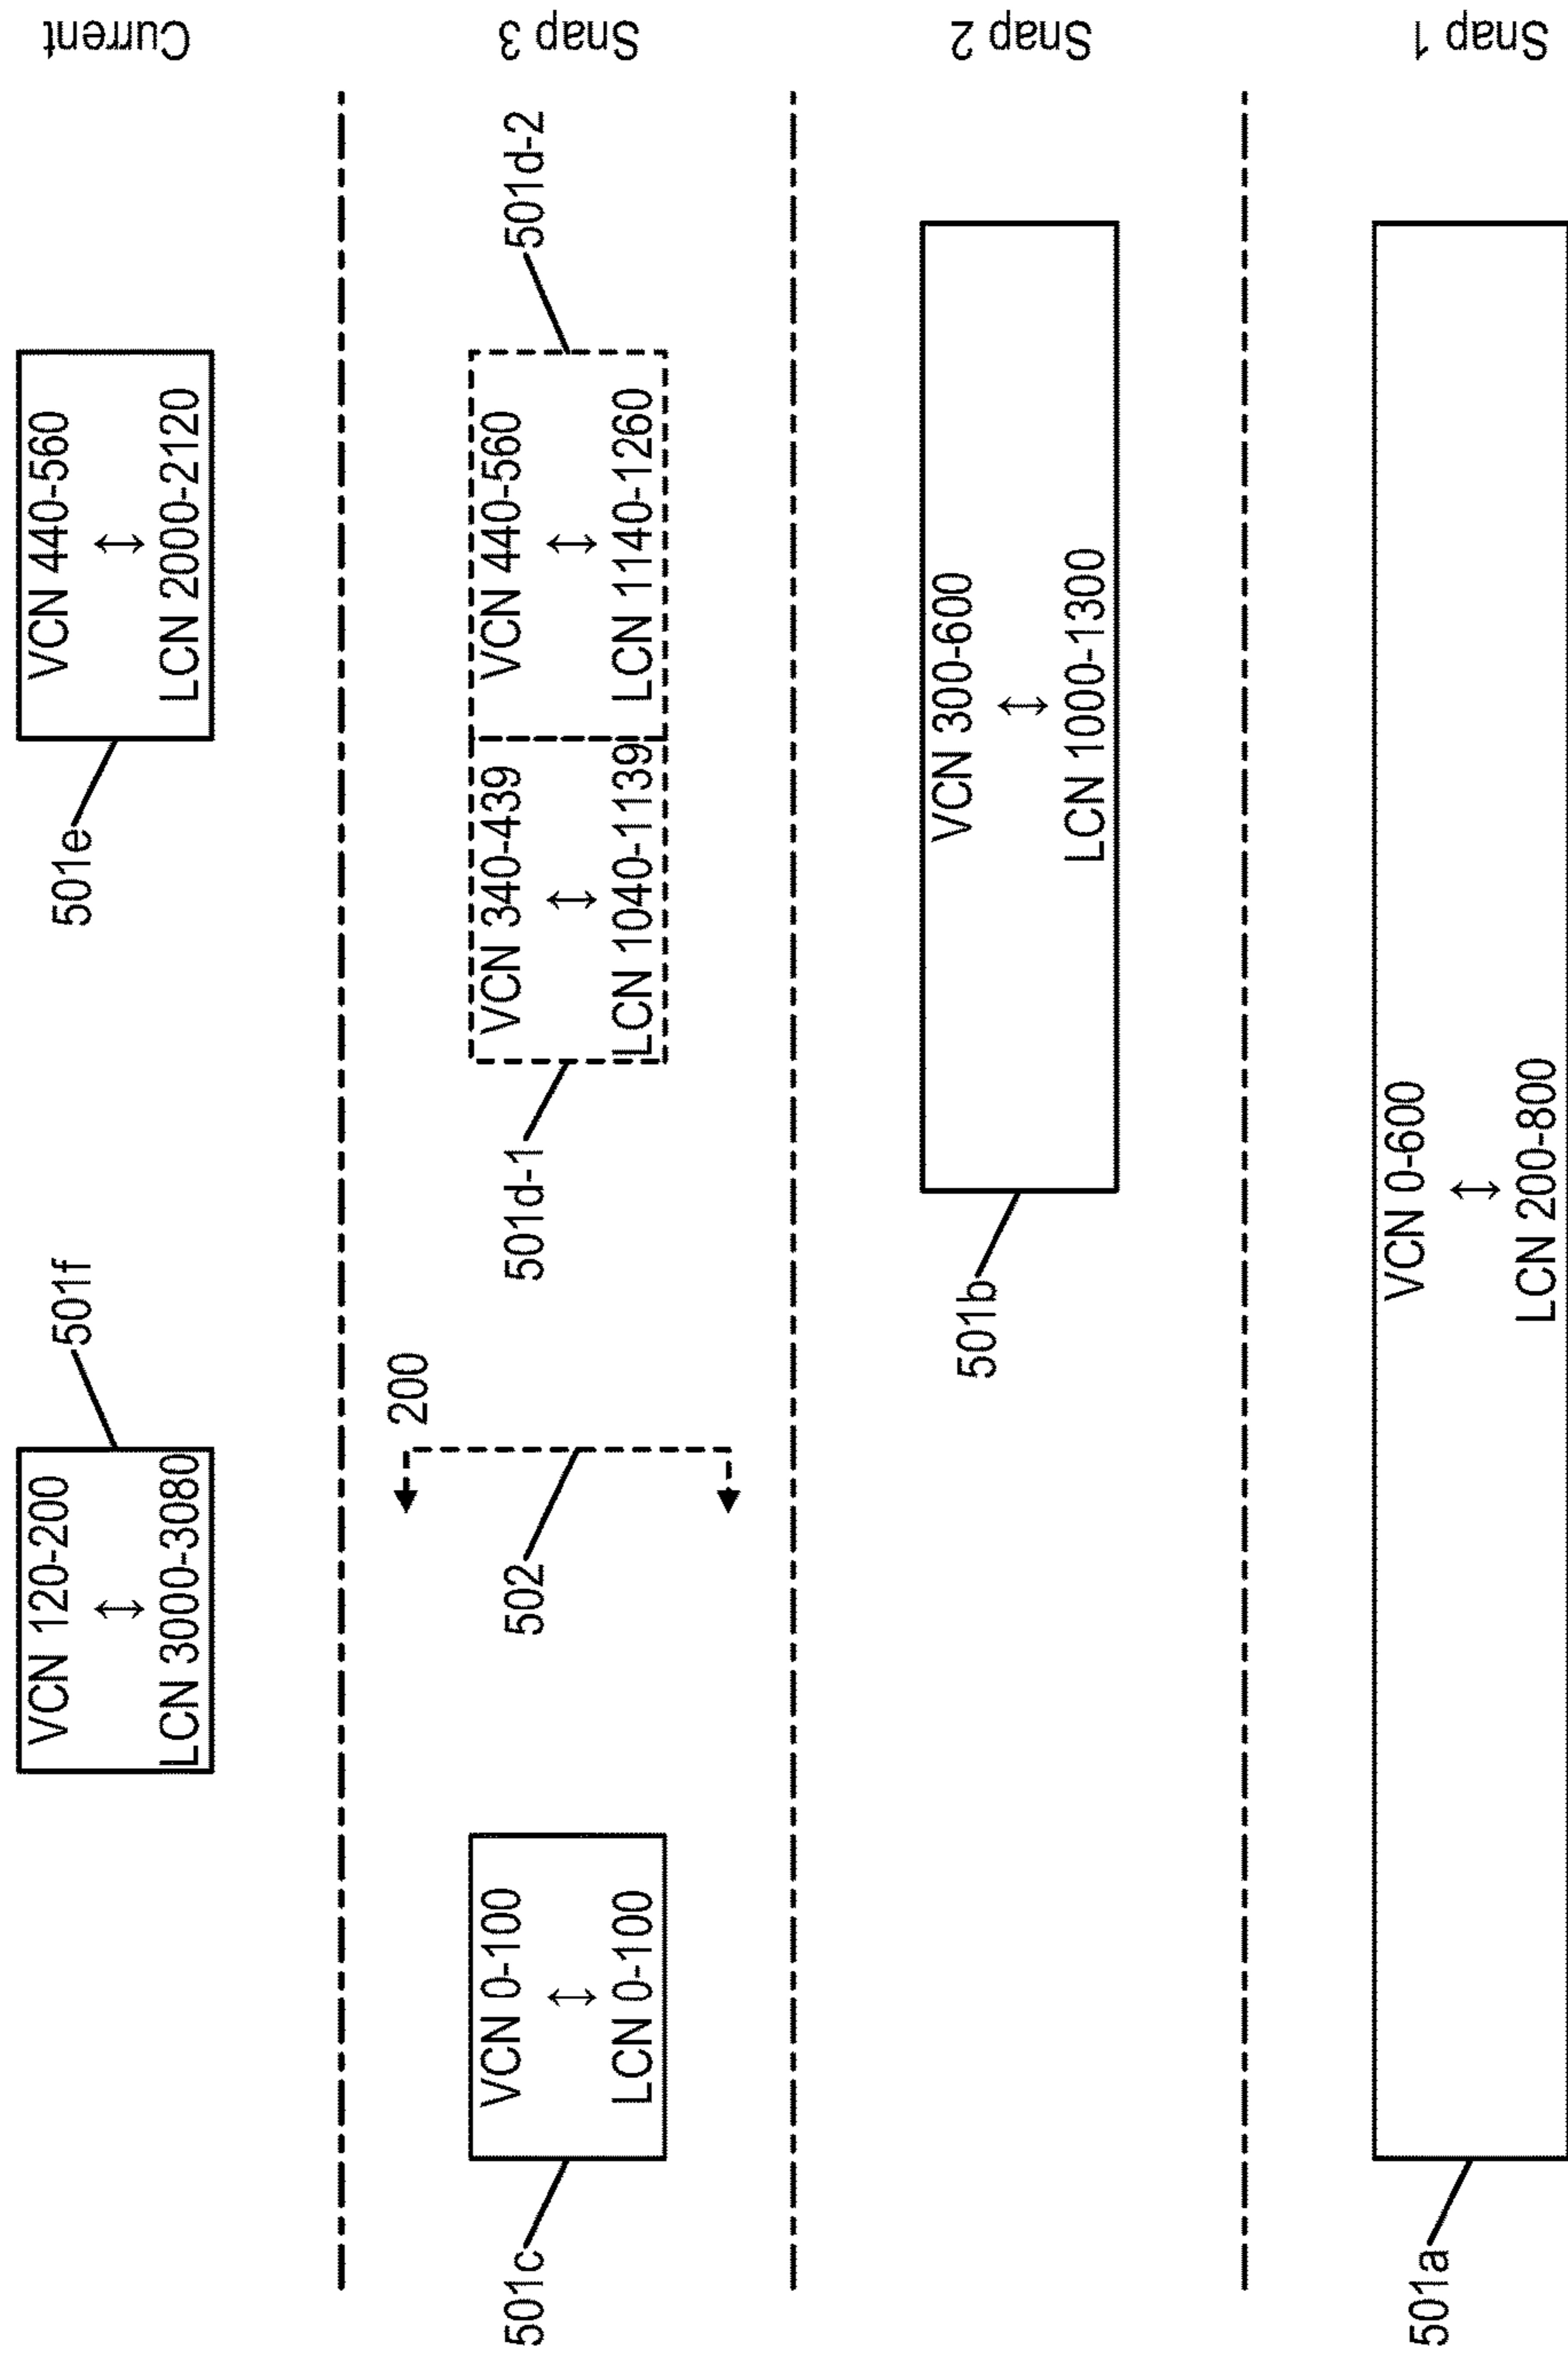 VCN 120-200
↕
LCN 3000-3080
501f
501e
VCN 440-560
↕
LCN 2000-2120
Current
501c
VCN 0-100
↕
LCN 0-100
502
200
501d-1
VCN 340-439
↕
LCN 1040-1139
VCN 440-560
↕
LCN 1140-1260
501d-2
Snap 3
501b
VCN 300-600
↕
LCN 1000-1300
Snap 2
501a
VCN 0-600
↕
LCN 200-800
Snap 1